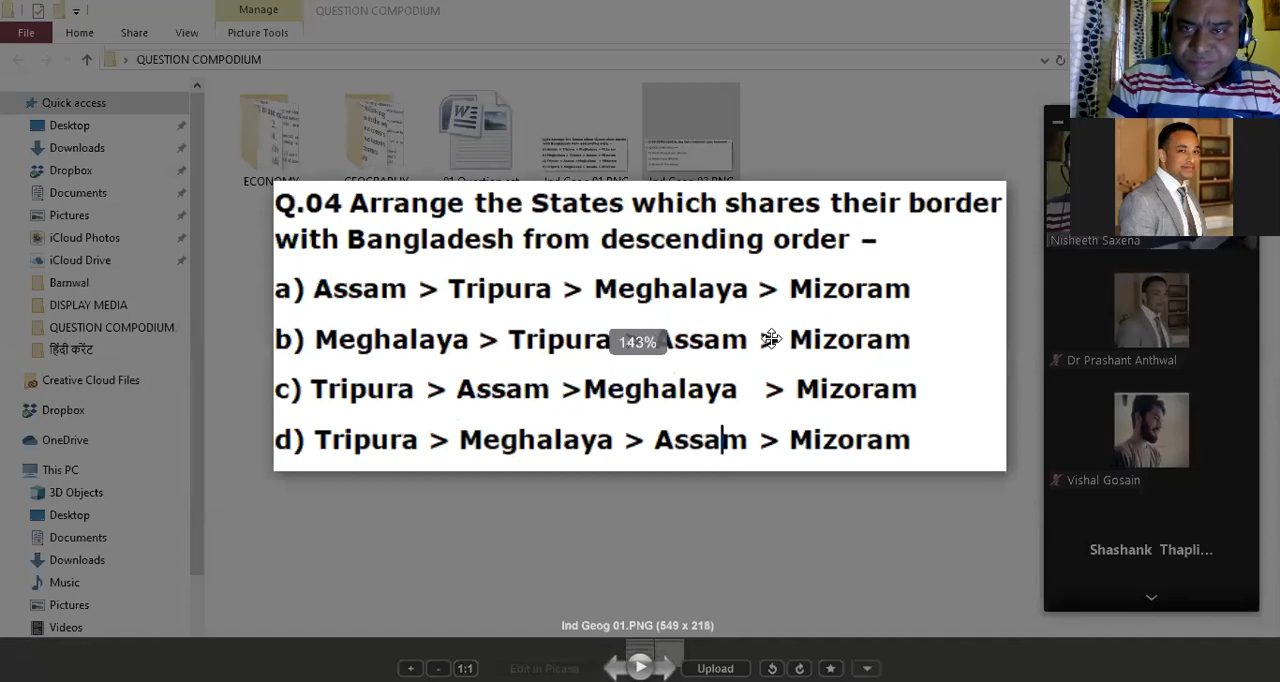 Manage
QUESTION COMPODIUM
File
Home
Share
View
Picture Tools
QUESTION COMPODIUM
Quick access
Desktop
Downloads
Dropbox
Documents
Pictures
iCloud Photos
iCloud Drive
Barnwal
DISPLAY MEDIA
QUESTION COMPODIUM
हिंदी करेंट
Creative Cloud Files
Dropbox
OneDrive
This PC
3D Objects
Desktop
Documents
Downloads
Music
Pictures
Videos
Q.04 Arrange the States which shares their border
with Bangladesh from descending order –
a) Assam > Tripura > Meghalaya > Mizoram
b) Meghalaya > Tripura > Assam > Mizoram
c) Tripura > Assam >Meghalaya > Mizoram
d) Tripura > Meghalaya > Assam > Mizoram
143%
Ind Geog 01.PNG (549 x 218)
+
-
1:1
Edit in Picasa
Upload
Nisheeth Saxena
Dr Prashant Anthwal
Vishal Gosain
Shashank Thapli...